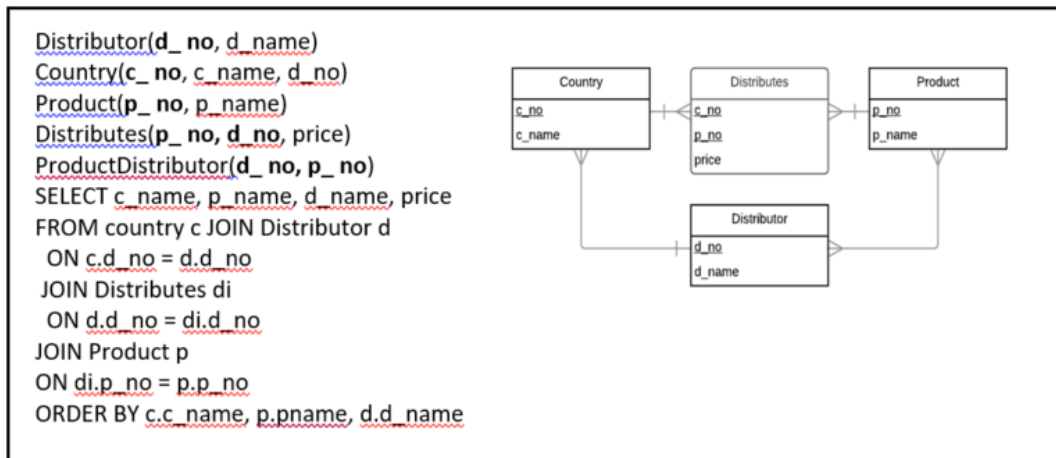 Distributor(d_ no, d_name)
Country(c_ no, c_name, d_no)
Product(p_ no, p_name)
Distributes(p_ no, d_no, price)
ProductDistributor(d_ no, p_ no)
SELECT c_name, p_name, d_name, price
FROM country c JOIN Distributor d
ON c.d_no = d.d_no
JOIN Distributes di
ON d.d_no = di.d_no
JOIN Product p
ON di.p_no = p.p_no
ORDER BY c.c_name, p.pname, d.d_name
Country
c_no
c_name
Distributes
c_no
p_no
price
Product
p_no
p_name
Distributor
d_no
d_name